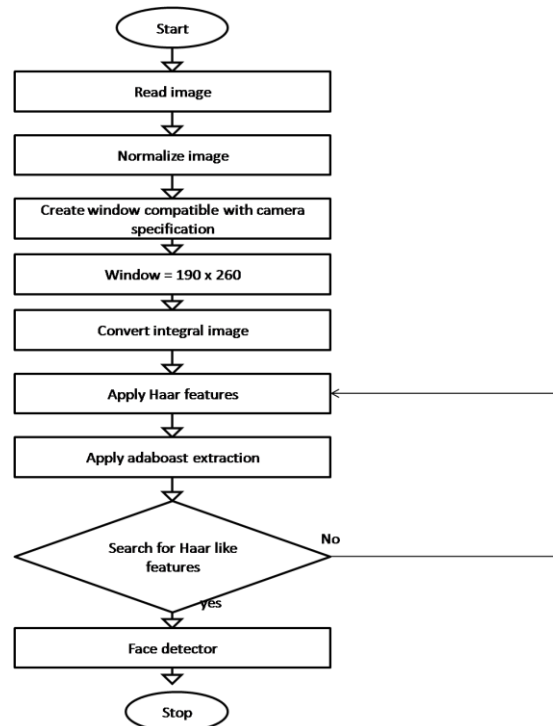 Start
Read image
Normalize image
Create window compatible with camera
specification
Window = 190 x 260
Convert integral image
Apply Haar features
Apply adaboast extraction
Search for Haar like
features
No
yes
Face detector
Stop